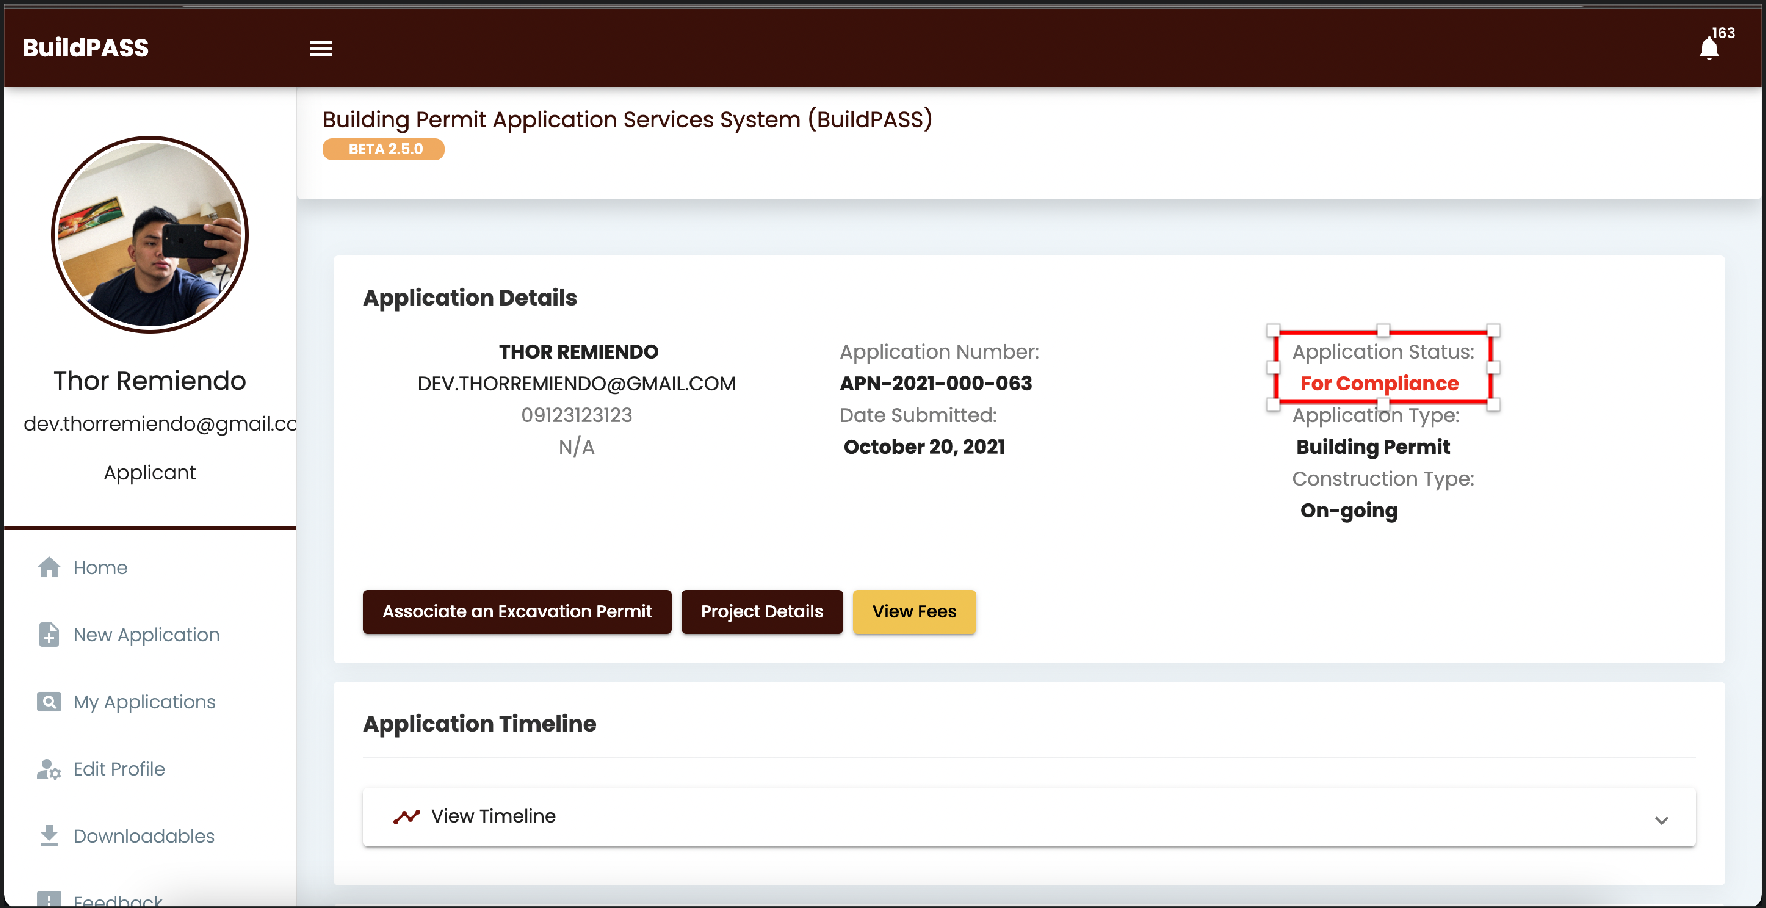 BuildPASS
163
Building Permit Application Services System (BuildPASS)
BETA 2.5.0
Thor Remiendo
dev.thorremiendo@gmail.co
Applicant
Home
New Application
My Applications
Edit Profile
Downloadables
Feedback
Application Details
THOR REMIENDO
DEV.THORREMIENDO@GMAIL.COM
09123123123
N/A
Application Number:
APN-2021-000-063
Date Submitted:
October 20, 2021
Application Status:
For Compliance
Application Type:
Building Permit
Construction Type:
On-going
Associate an Excavation Permit
Project Details
View Fees
Application Timeline
View Timeline